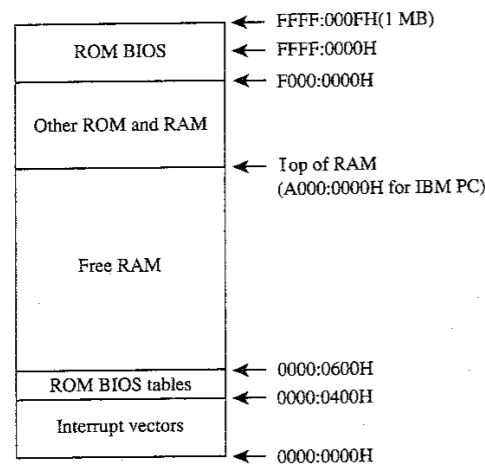 FFFF:000FH(1 MB)
ROM BIOS
FFFF:0000H
F000:0000H
Other ROM and RAM
Top of RAM
(A000:0000H for IBM PC)
Free RAM
0000:0600H
ROM BIOS tables
0000:0400H
Interrupt vectors
0000:0000H